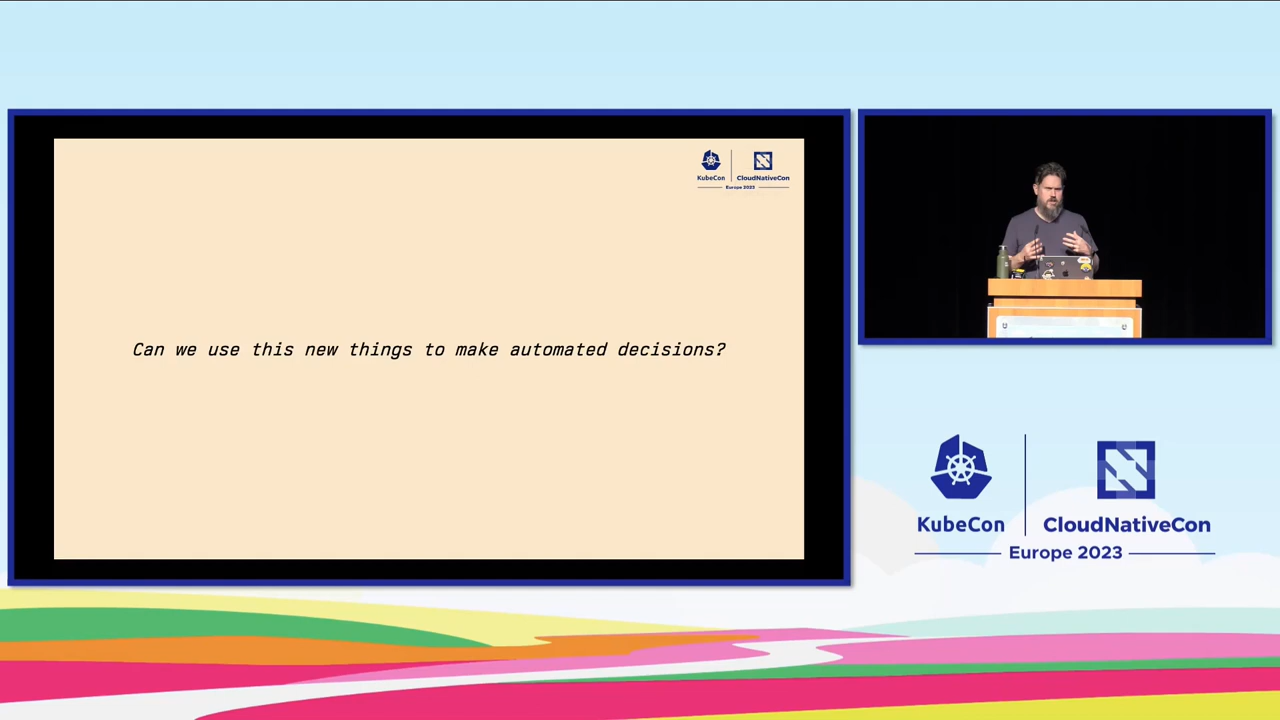 KubeCon
CloudNativeCon
Europe 2023
Can we use this new things to make automated decisions?
KubeCon
CloudNativeCon
Europe 2023